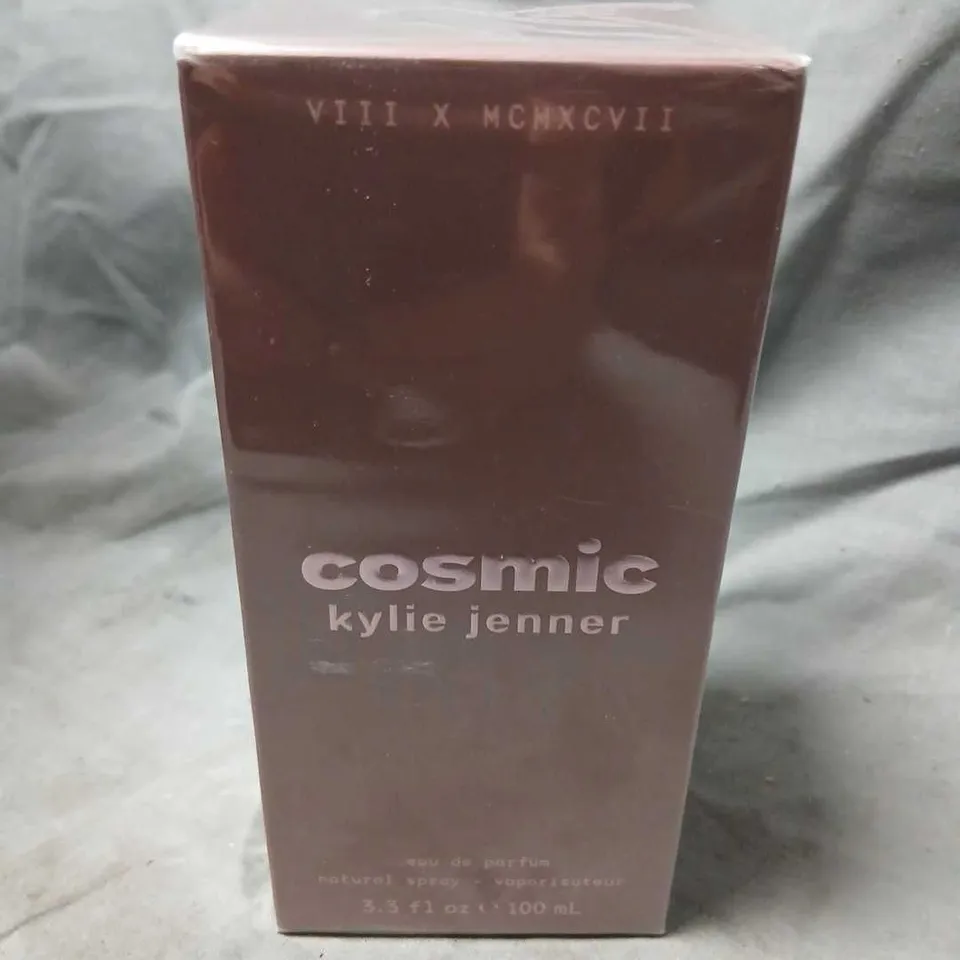 VIII X MCMXCVII
cosmic
kylie jenner
eau de parfum
natural spray - vaporisateur
3.3 fl oz 100 mL